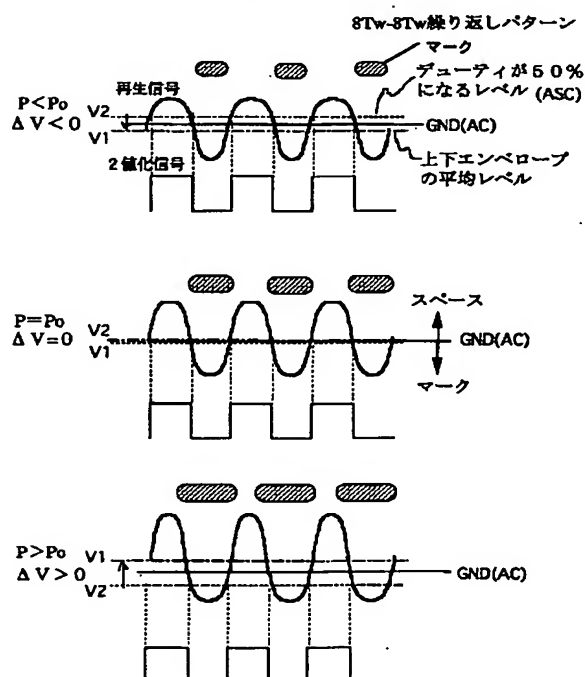 8Tw-8Tw繰り返しパターン
マーク
デューティが50%
になるレベル (ASC)
再生信号
P<Po
ΔV<0
V2
V1
GND(AC)
2値化信号
上下エンベロープ
の平均レベル
P=Po
ΔV=0
V2
V1
スペース
GND(AC)
マーク
P>Po
ΔV>0
V1
V2
GND(AC)